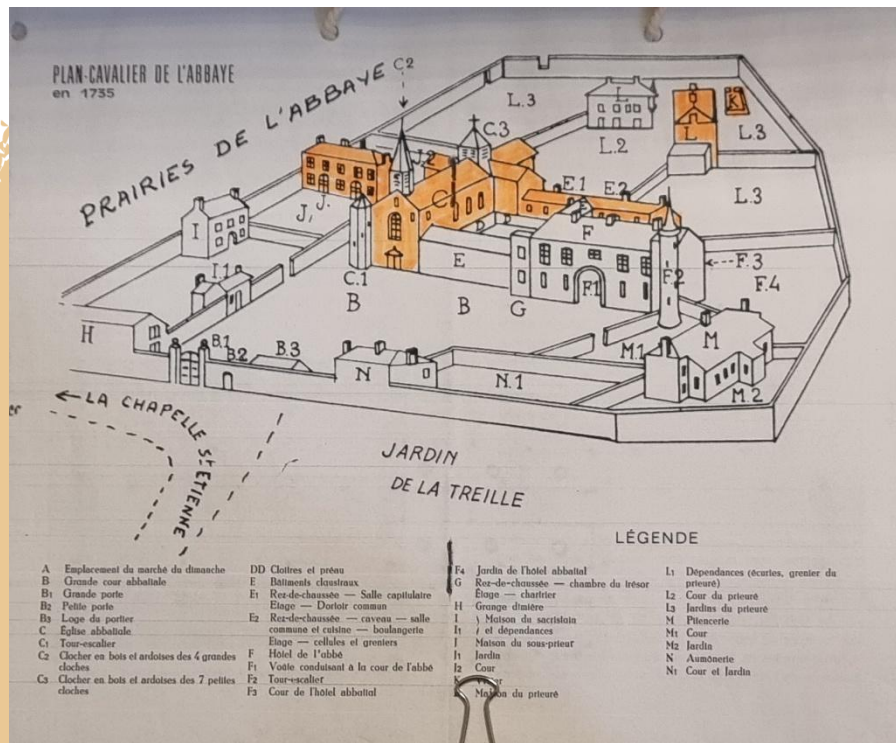 PLAN-CAVALIER DE L'ABBAYE
en 1735
PRAIRIES DE L'ABBAYE
C2
C.3
J.2
J.
J,
C
I
I.1
C.1
H
B
B
B.1
B2
B.3
N
N.1
E
D
D
G
E.1
E.2
F
F.1
F.2
F.3
F.4
L.3
L
L.2
L
K
L.3
L.3
M
M.1
M.2
← LA CHAPELLE St ETIENNE
JARDIN
DE LA TREILLE
LÉGENDE
A Emplacement du marché du dimanche
B Grande cour abbatiale
B1 Grande porte
B2 Petite porte
B3 Loge du portier
C Église abbatiale
C1 Tour-escalier
C2 Clocher en bois et ardoises des 4 grandes
cloches
C3 Clocher en bois et ardoises des 7 petites
cloches
DD Cloîtres et préau
E Bâtiments claustraux
E1 Rez-de-chaussée — Salle capitulaire
Etage — Dortoir commun
E2 Rez-de-chaussée — caveau — salle
commune et cuisine — boulangerie
Etage — cellules et greniers
F Hôtel de l'abbé
F1 Voûte conduisant à la cour de l'abbé
F2 Tour-escalier
F3 Cour de l'hôtel abbatial
F4 Jardin de l'hôtel abbatial
G Rez-de-chaussée — chambre du trésor
Étage — chartrier
H Grange dîmière
I } Maison du sacristain
I1 } et dépendances
J Maison du sous-prieur
J1 Jardin
J2 Cour
K
Maison du prieuré
L1 Dépendances (écuries, grenier du
prieuré)
L2 Cour du prieuré
L3 Jardins du prieuré
M Pitencerie
M1 Cour
M2 Jardin
N Aumônerie
N1 Cour et Jardin